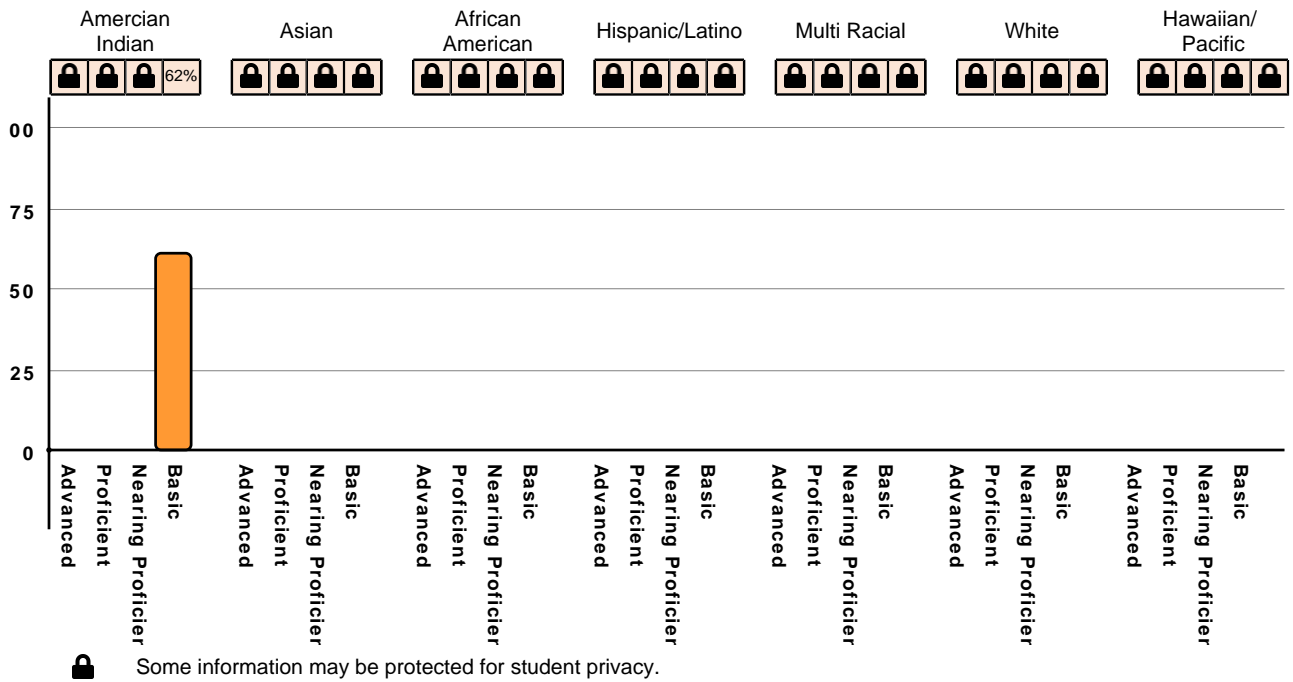 Amercian
Indian
Asian
African
American
Hispanic/Latino
Multi Racial
White
Hawaiian/
Pacific
62%
00
75
50
25
0
Advanced
Proficient
Nearing Proficier
Basic
Advanced
Proficient
Nearing Proficier
Basic
Advanced
Proficient
Nearing Proficier
Basic
Advanced
Proficient
Nearing Proficier
Basic
Advanced
Proficient
Nearing Proficier
Basic
Advanced
Proficient
Nearing Proficier
Basic
Advanced
Proficient
Nearing Proficier
Basic
Some information may be protected for student privacy.